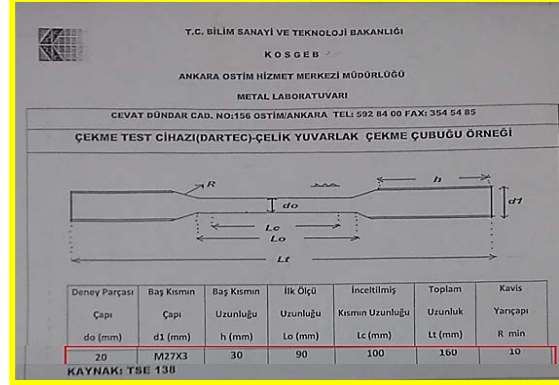 T.C. BİLİM SANAYİ VE TEKNOLOJİ BAKANLIĞI
KOSGEB
ANKARA OSTİM HİZMET MERKEZİ MÜDÜRLÜĞÜ
METAL LABORATUVARI
CEVAT DÜNDAR CAD. NO:156 OSTİM/ANKARA TEL: 592 84 00 FAX: 354 54 85
ÇEKME TEST CİHAZI(DARTEC)-ÇELİK YUVARLAK ÇEKME ÇUBUĞU ÖRNEĞİ
R
h
do
d1
Lc
Lo
Lt
Deney Parçası Baş Kısmın Baş Kısmın İlk Ölçü İnceltilmiş Toplam Kavis
Çapı Çapı Uzunluğu Uzunluğu Kısmın Uzunluğu Uzunluk Yarıçapı
do (mm) d1 (mm) h (mm) Lo (mm) Lc (mm) Lt (mm) R min
20 M27X3 30 90 100 160 10
KAYNAK: TSE 138